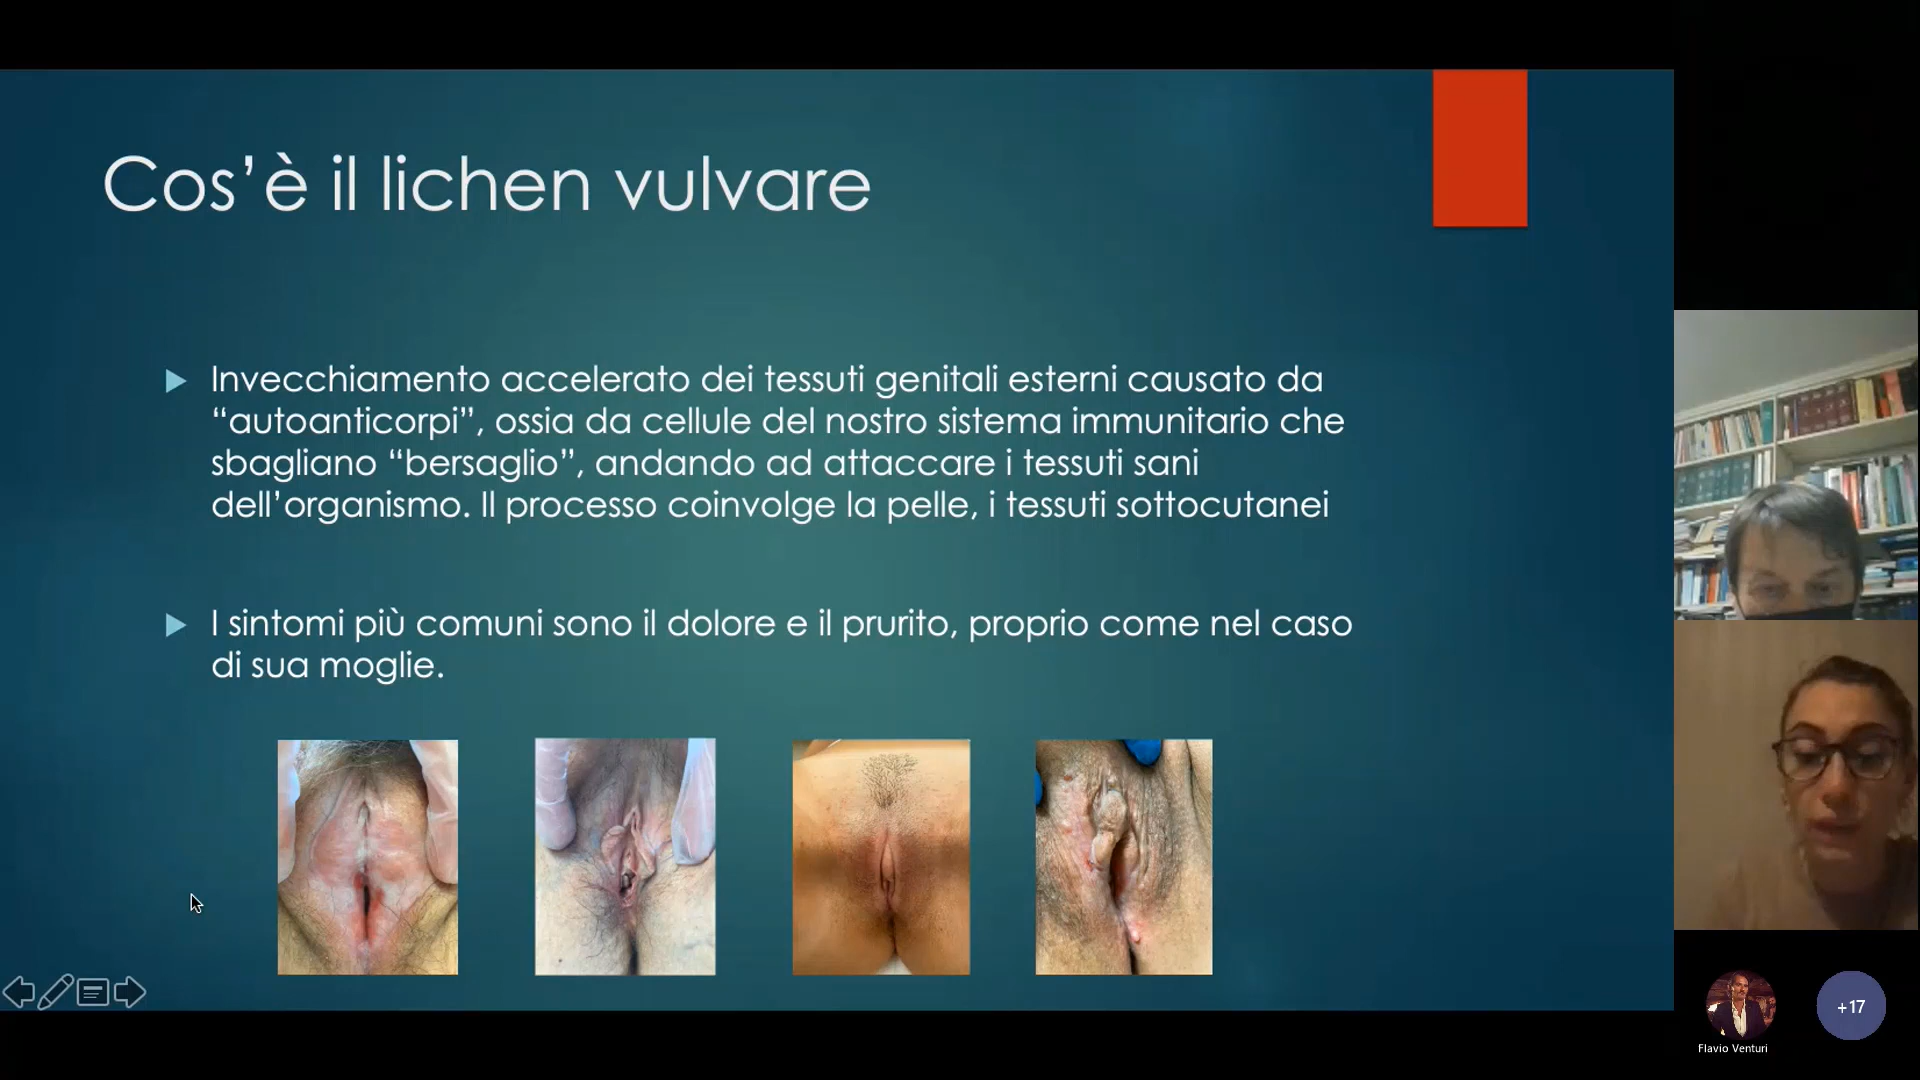 Cos’è il lichen vulvare
Invecchiamento accelerato dei tessuti genitali esterni causato da
“autoanticorpi”, ossia da cellule del nostro sistema immunitario che
sbagliano “bersaglio”, andando ad attaccare i tessuti sani
dell’organismo. Il processo coinvolge la pelle, i tessuti sottocutanei
I sintomi più comuni sono il dolore e il prurito, proprio come nel caso
di sua moglie.
+17
Flavio Venturi